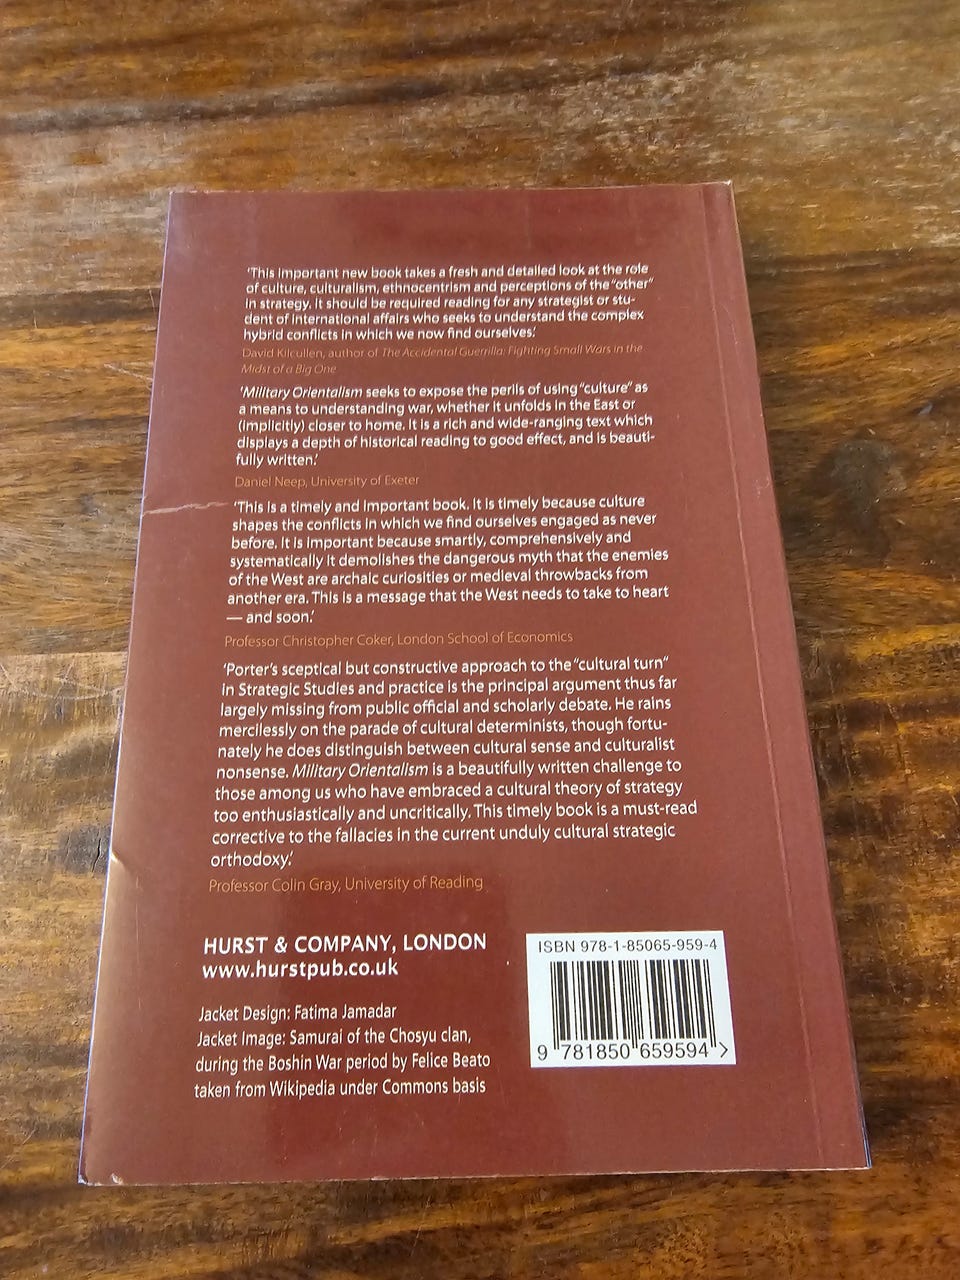 ‘This important new book takes a fresh and detailed look at the role
of culture, culturalism, ethnocentrism and perceptions of the “other”
in strategy. It should be required reading for any strategist or stu-
dent of international affairs who seeks to understand the complex
hybrid conflicts in which we now find ourselves.’
David Kilcullen, author of The Accidental Guerrilla: Fighting Small Wars in the
Midst of a Big One
‘Military Orientalism seeks to expose the perils of using “culture” as
a means to understanding war, whether it unfolds in the East or
(implicitly) closer to home. It is a rich and wide-ranging text which
displays a depth of historical reading to good effect, and is beauti-
fully written.’
Daniel Neep, University of Exeter
‘This is a timely and important book. It is timely because culture
shapes the conflicts in which we find ourselves engaged as never
before. It is important because smartly, comprehensively and
systematically it demolishes the dangerous myth that the enemies
of the West are archaic curiosities or medieval throwbacks from
another era. This is a message that the West needs to take to heart
— and soon.’
Professor Christopher Coker, London School of Economics
‘Porter’s sceptical but constructive approach to the “cultural turn”
in Strategic Studies and practice is the principal argument thus far
largely missing from public official and scholarly debate. He rains
mercilessly on the parade of cultural determinists, though fortu-
nately he does distinguish between cultural sense and culturalist
nonsense. Military Orientalism is a beautifully written challenge to
those among us who have embraced a cultural theory of strategy
too enthusiastically and uncritically. This timely book is a must-read
corrective to the fallacies in the current unduly cultural strategic
orthodoxy.’
Professor Colin Gray, University of Reading
HURST & COMPANY, LONDON
www.hurstpub.co.uk
Jacket Design: Fatima Jamadar
Jacket Image: Samurai of the Chosyu clan,
during the Boshin War period by Felice Beato
taken from Wikipedia under Commons basis
ISBN 978-1-85065-959-4
9 781850 659594 >